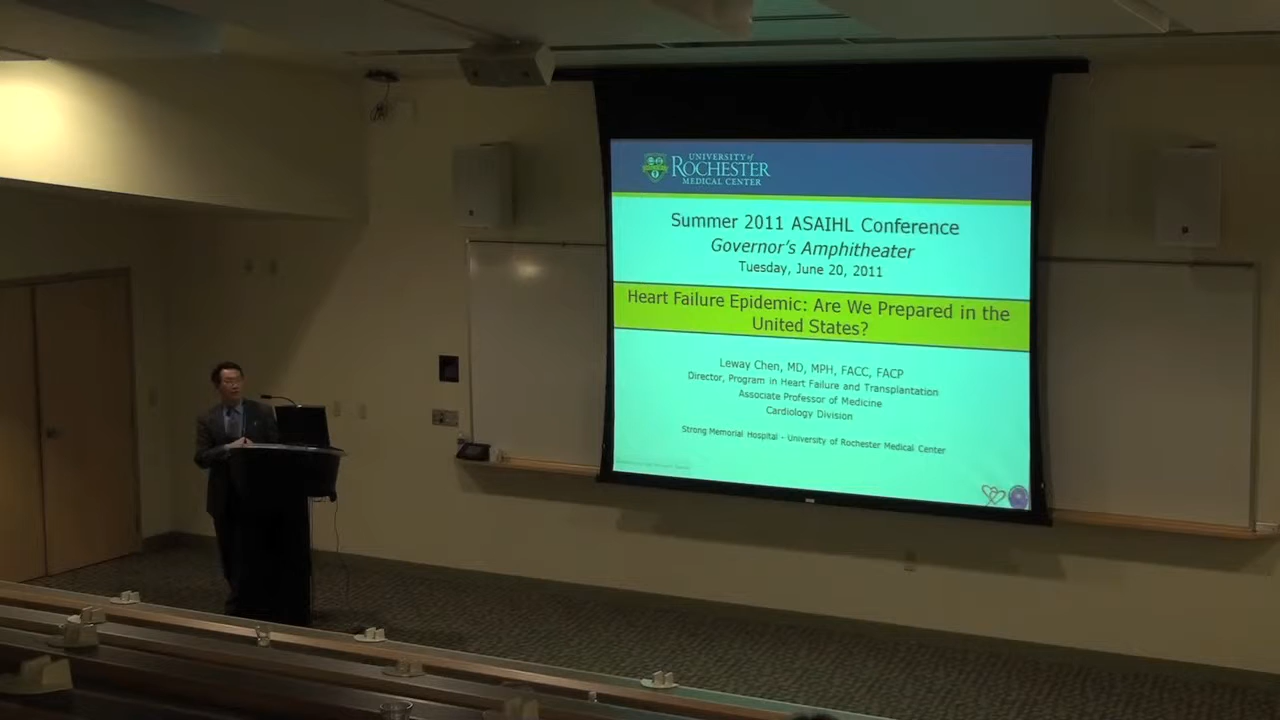 UNIVERSITY of
ROCHESTER
MEDICAL CENTER
Summer 2011 ASAIHL Conference
Governor's Amphitheater
Tuesday, June 20, 2011
Heart Failure Epidemic: Are We Prepared in the
United States?
Leway Chen, MD, MPH, FACC, FACP
Director, Program in Heart Failure and Transplantation
Associate Professor of Medicine
Cardiology Division
Strong Memorial Hospital - University of Rochester Medical Center